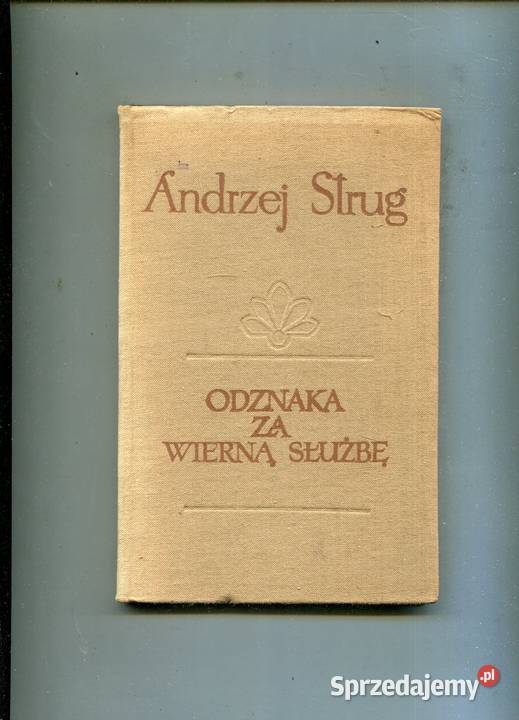 Andrzej Strug
ODZNAKA
ZA
WIERNĄ SŁUŻBĘ
Sprzedajemy.pl